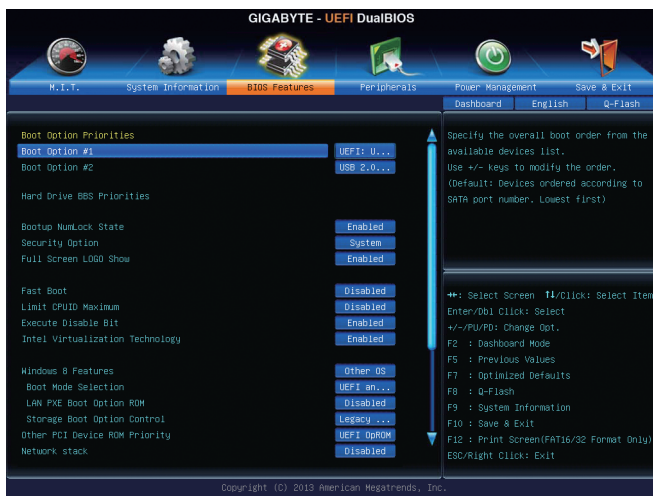 GIGABYTE - UEFI DualBIOS
M.I.T. System Information BIOS Features Peripherals Power Management Save & Exit
Dashboard English Q-Flash
Boot Option Priorities
Boot Option #1 UEFI: U...
Boot Option #2 USB 2.0...
Hard Drive BBS Priorities
Bootup NumLock State Enabled
Security Option System
Full Screen LOGO Show Enabled
Fast Boot Disabled
Limit CPUID Maximum Disabled
Execute Disable Bit Enabled
Intel Virtualization Technology Enabled
Windows 8 Features Other OS
Boot Mode Selection UEFI an...
LAN PXE Boot Option ROM Disabled
Storage Boot Option Control Legacy ...
Other PCI Device ROM Priority UEFI OpROM
Network stack Disabled
Specify the overall boot order from the
available devices list.
Use +/- keys to modify the order.
(Default: Devices ordered according to
SATA port number. Lowest first)
→←: Select Screen ↑↓/Click: Select Item
Enter/Dbl Click: Select
+/-/PU/PD: Change Opt.
F2 : Dashboard Mode
F5 : Previous Values
F7 : Optimized Defaults
F8 : Q-Flash
F9 : System Information
F10 : Save & Exit
F12 : Print Screen(FAT16/32 Format Only)
ESC/Right Click: Exit
Copyright (C) 2013 American Megatrends, Inc.